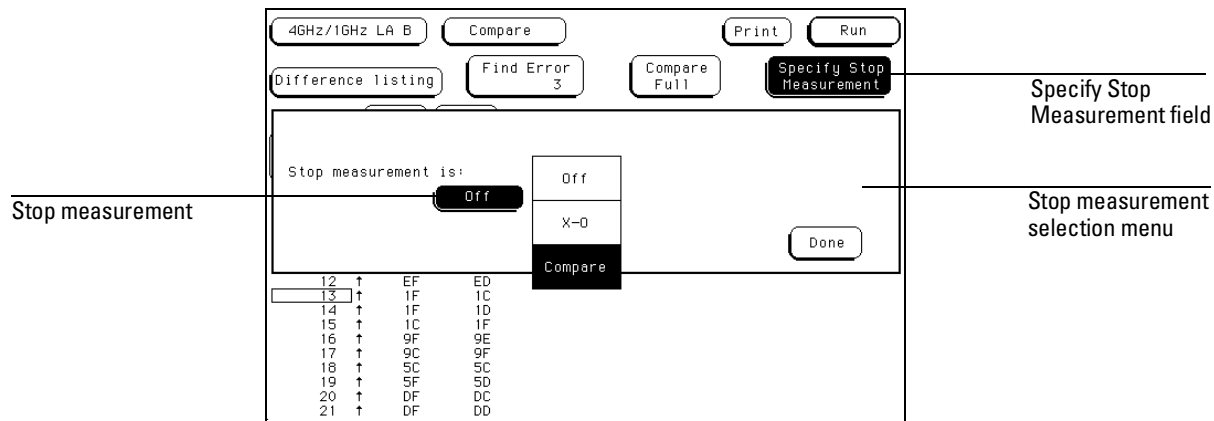 4GHz/1GHz LA B Compare Print Run
Difference listing Find Error 3 Compare Full Specify Stop Measurement
Specify Stop
Measurement field
Stop measurement is: Off
Off
X-O
Compare
Done
Stop measurement
Stop measurement
selection menu
12 ↑ EF ED
13 ↑ 1F 1C
14 ↑ 1F 1D
15 ↑ 1C 1F
16 ↑ 9F 9E
17 ↑ 9C 9F
18 ↑ 5C 5C
19 ↑ 5F 5D
20 ↑ DF DC
21 ↑ DF DD